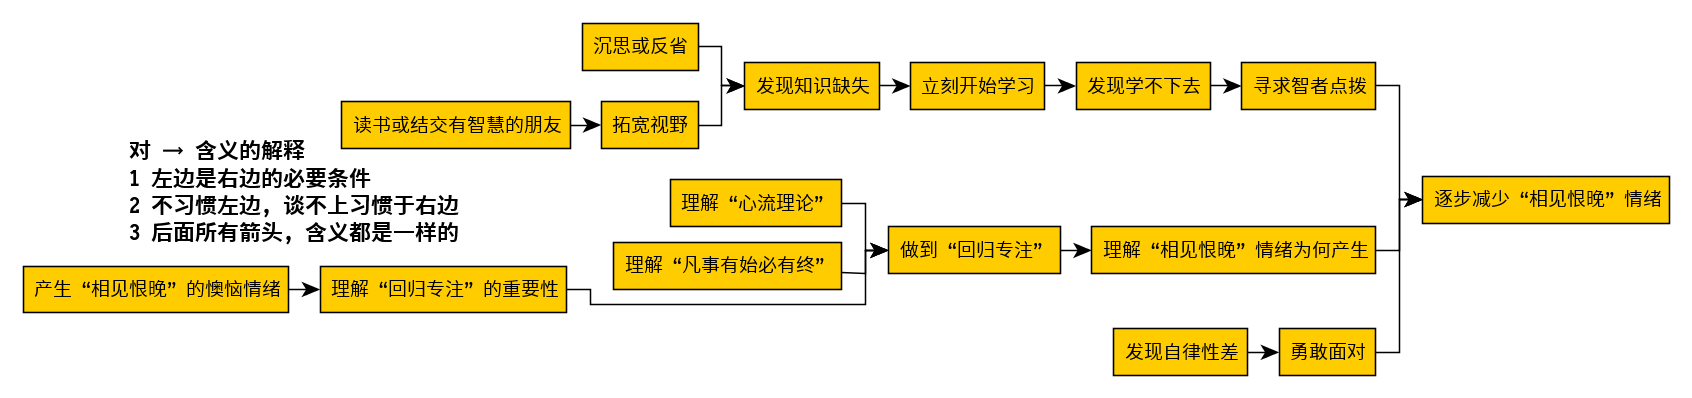 沉思或反省
发现知识缺失
立刻开始学习
发现学不下去
寻求智者点拨
读书或结交有智慧的朋友
拓宽视野
对 → 含义的解释
1 左边是右边的必要条件
2 不习惯左边，谈不上习惯于右边
3 后面所有箭头，含义都是一样的
理解“心流理论”
逐步减少“相见恨晚”情绪
理解“凡事有始必有终”
做到“回归专注”
理解“相见恨晚”情绪为何产生
产生“相见恨晚”的懊恼情绪
理解“回归专注”的重要性
发现自律性差
勇敢面对